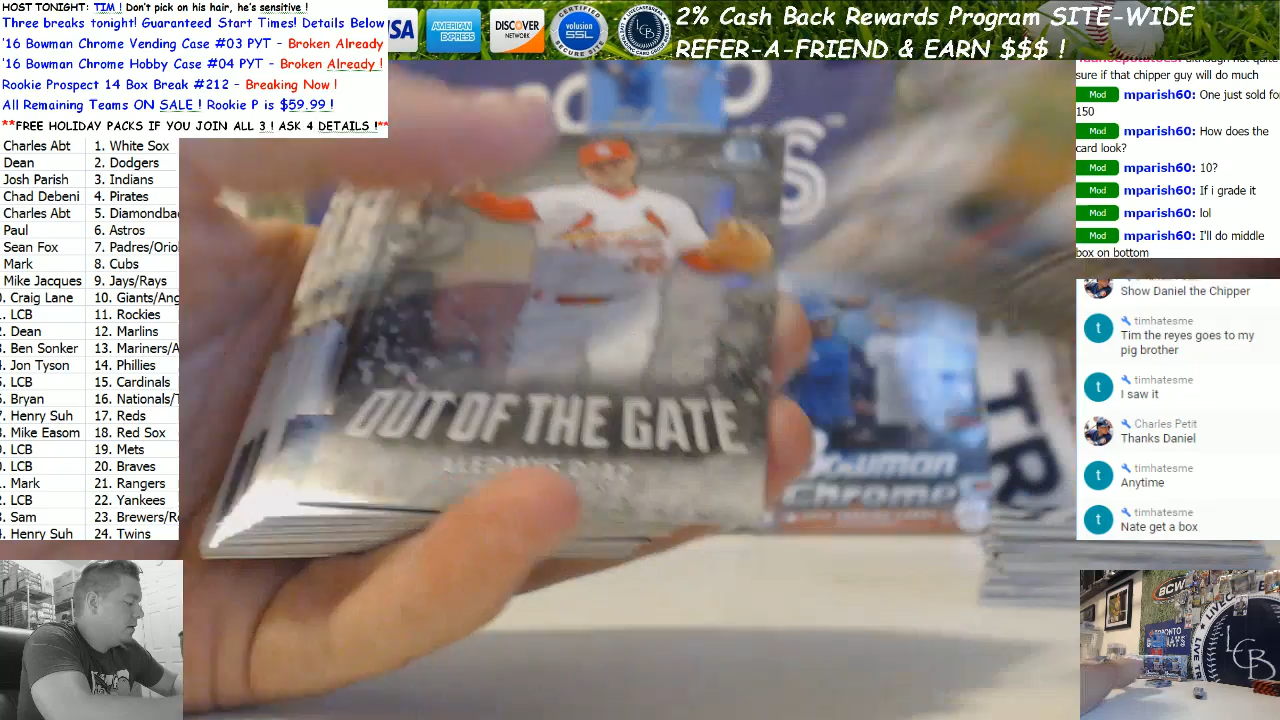 HOST TONIGHT: TIM ! Don't pick on his hair, he's sensitive !
Three breaks tonight! Guaranteed Start Times! Details Below
'16 Bowman Chrome Vending Case #03 PYT - Broken Already
'16 Bowman Chrome Hobby Case #04 PYT - Broken Already !
Rookie Prospect 14 Box Break #212 - Breaking Now !
All Remaining Teams ON SALE ! Rookie P is $59.99 !
**FREE HOLIDAY PACKS IF YOU JOIN ALL 3 ! ASK 4 DETAILS !**
VISA
AMERICAN EXPRESS
DISCOVER
NETWORK
CERTIFIED
volusion
SSL
SECURE SITE
2% Cash Back Rewards Program SITE-WIDE
REFER-A-FRIEND & EARN $$$ !
Charles Abt 1. White Sox
Dean 2. Dodgers
Josh Parish 3. Indians
Chad Debeni 4. Pirates
Charles Abt 5. Diamondba
Paul 6. Astros
Sean Fox 7. Padres/Orio
Mark 8. Cubs
Mike Jacques 9. Jays/Rays
. Craig Lane 10. Giants/Ang
. LCB 11. Rockies
. Dean 12. Marlins
. Ben Sonker 13. Mariners/A
. Jon Tyson 14. Phillies
. LCB 15. Cardinals
. Bryan 16. Nationals/T
. Henry Suh 17. Reds
. Mike Easom 18. Red Sox
. LCB 19. Mets
. LCB 20. Braves
. Mark 21. Rangers
. LCB 22. Yankees
. Sam 23. Brewers/R
. Henry Suh 24. Twins
OUT OF THE GATE
ALEDMYS DIAZ
Bowman
Chrome
TR
sure if that chipper guy will do much
Mod mparish60: One just sold for
150
Mod mparish60: How does the
card look?
Mod mparish60: 10?
Mod mparish60: If i grade it
Mod mparish60: lol
Mod mparish60: I'll do middle
box on bottom
Show Daniel the Chipper
t timhatesme
Tim the reyes goes to my
pig brother
t timhatesme
I saw it
Charles Petit
Thanks Daniel
t timhatesme
Anytime
t timhatesme
Nate get a box
BCW
LCB